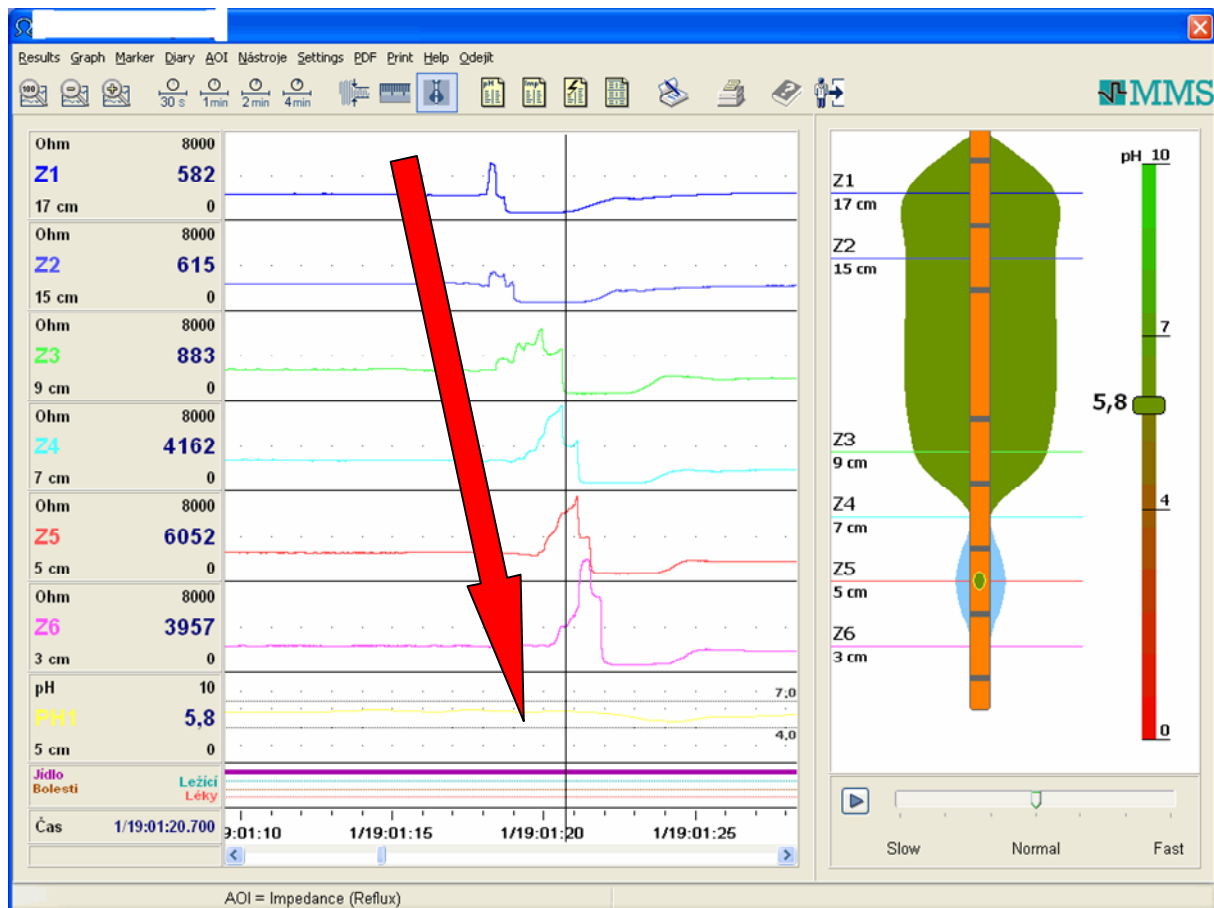 Results Graph Marker Diary AOI Nástroje Settings PDF Print Help Odejít
100 30 s 1min 2 min 4min pH Imp MMS
Ohm 8000
Z1 582
17 cm 0
Ohm 8000
Z2 615
15 cm 0
Ohm 8000
Z3 883
9 cm 0
Ohm 8000
Z4 4162
7 cm 0
Ohm 8000
Z5 6052
5 cm 0
Ohm 8000
Z6 3957
3 cm 0
pH 10
PH1 5,8
5 cm 0
7,0
4,0
Jídlo
Bolesti Ležící
Léky
Čas 1/19:01:20.700
9:01:10 1/19:01:15 1/19:01:20 1/19:01:25
Z1
17 cm
Z2
15 cm
Z3
9 cm
Z4
7 cm
Z5
5 cm
Z6
3 cm
pH 10
7
5,8
4
0
Slow Normal Fast
AOI = Impedance (Reflux)